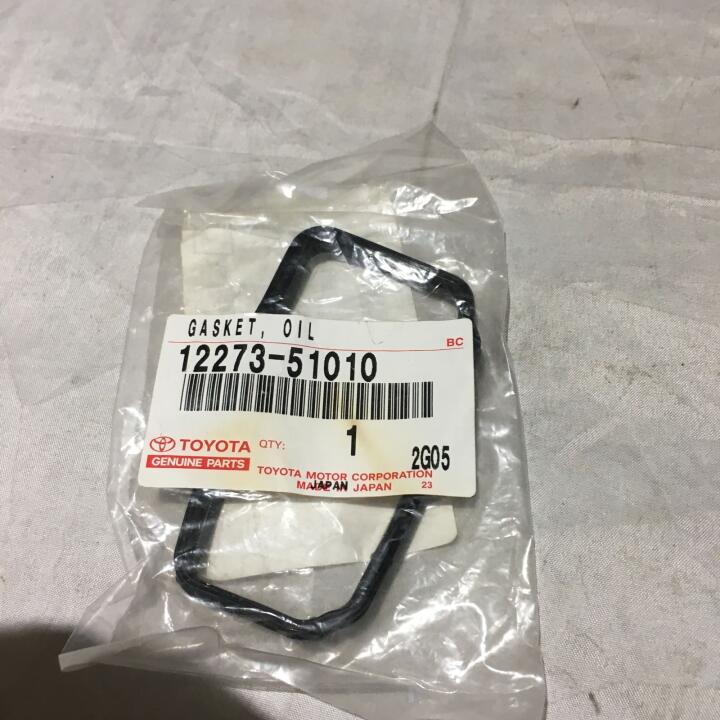 GASKET, OIL
BC
12273-51010
TOYOTA QTY: 1 2G05
GENUINE PARTS
TOYOTA MOTOR CORPORATION
MADE IN JAPAN 23
JAPAN